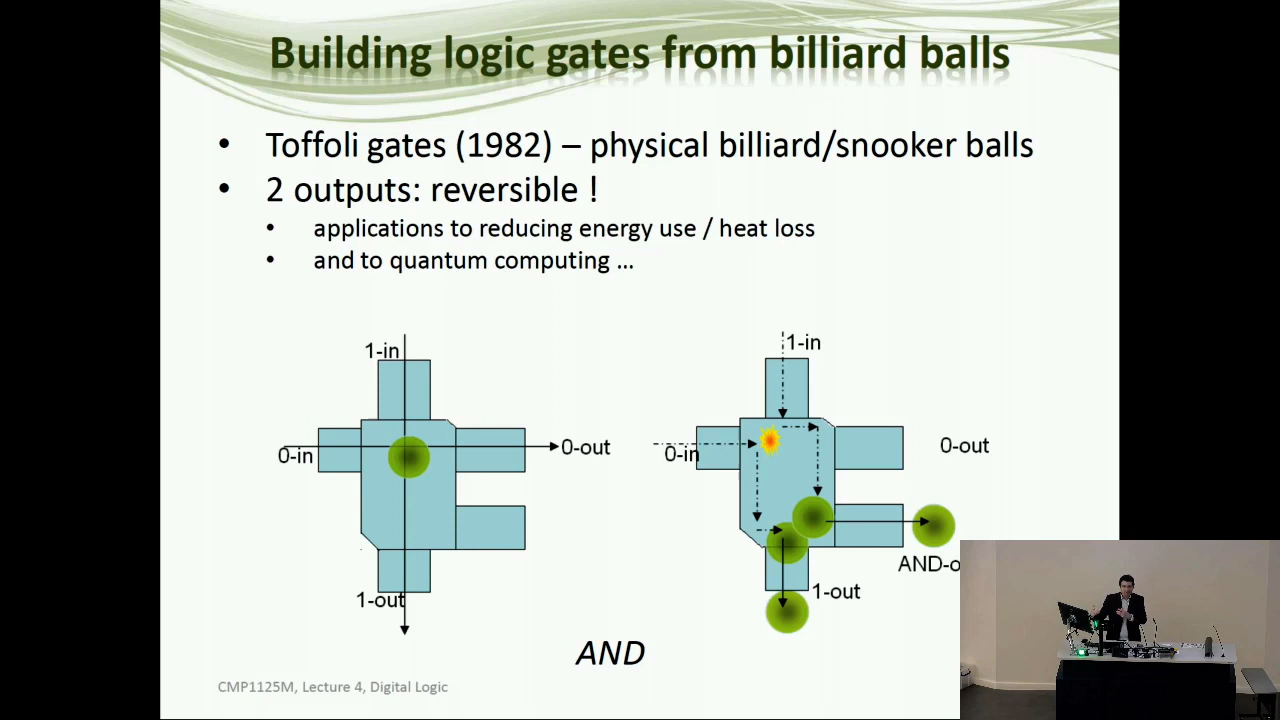 Building logic gates from billiard balls
• Toffoli gates (1982) – physical billiard/snooker balls
• 2 outputs: reversible !
• applications to reducing energy use / heat loss
• and to quantum computing ...
1-in
0-in
0-out
1-out
1-in
0-in
0-out
AND-o
1-out
AND
CMP1125M, Lecture 4, Digital Logic